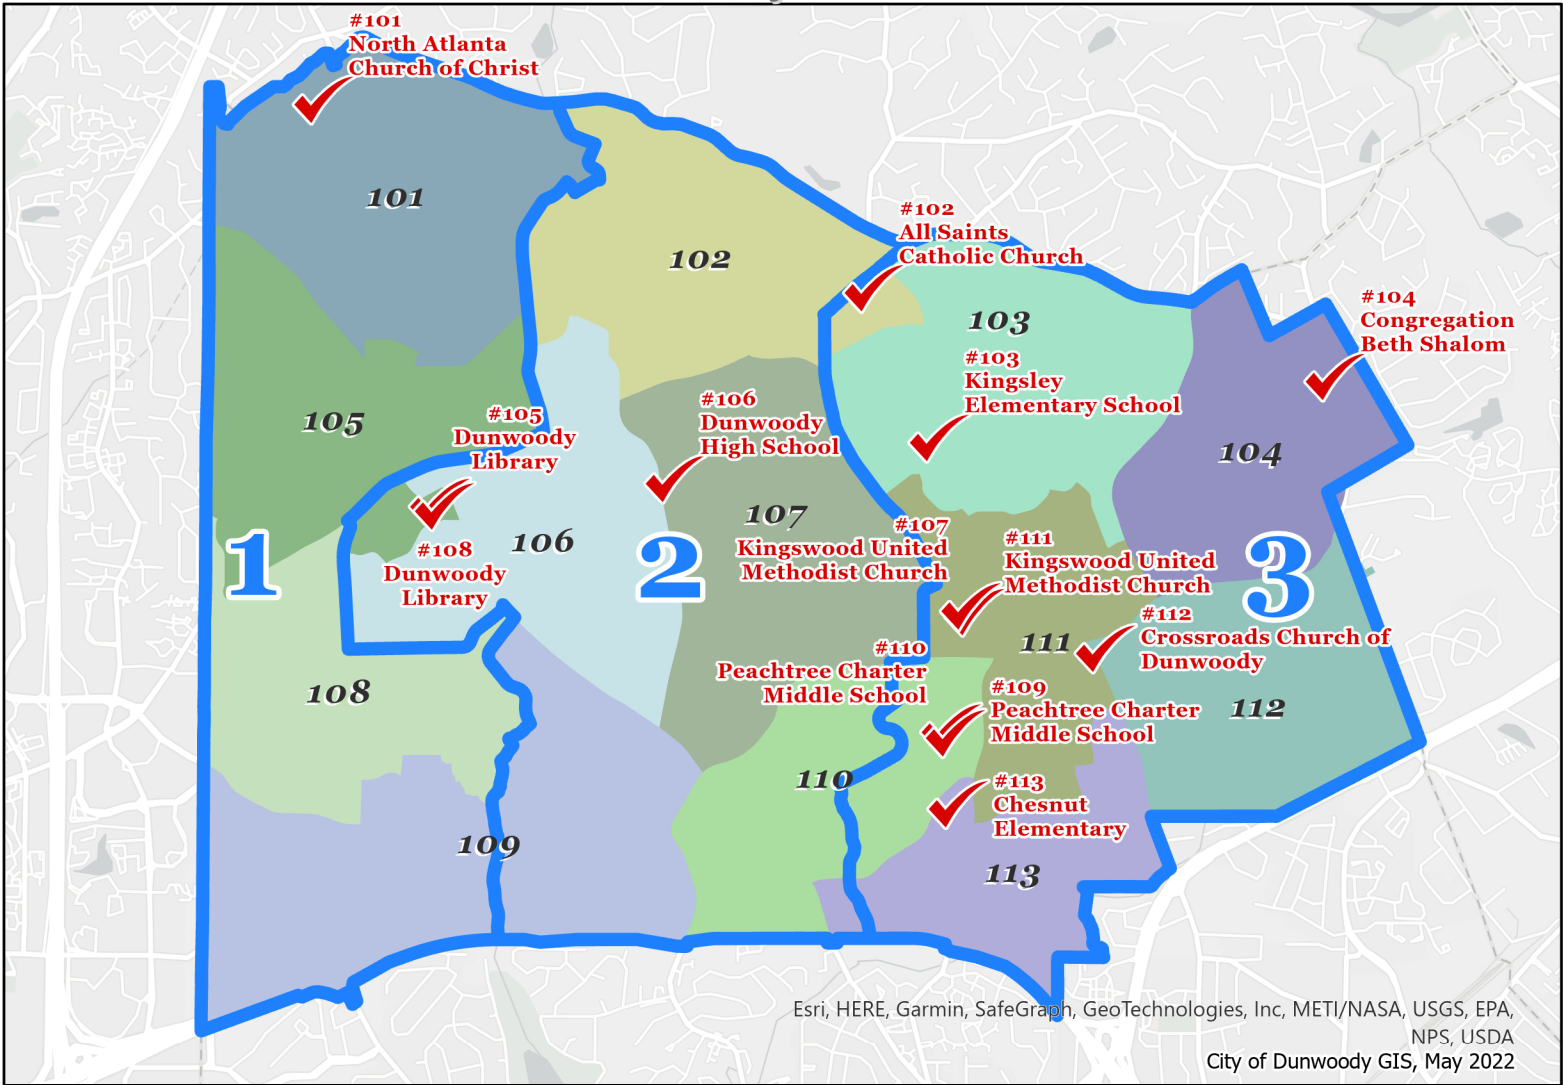 #101
North Atlanta
Church of Christ
101
#102
All Saints
Catholic Church
102
103
#104
Congregation
Beth Shalom
#103
Kingsley
Elementary School
105
#105
Dunwoody
Library
#106
Dunwoody
High School
104
107
106
#107
Kingswood United
Methodist Church
#111
Kingswood United
Methodist Church
#108
Dunwoody
Library
1
2
3
#112
Crossroads Church of
Dunwoody
111
#110
Peachtree Charter
Middle School
108
#109
Peachtree Charter
Middle School
112
110
#113
Chesnut
Elementary
109
113
Esri, HERE, Garmin, SafeGraph, GeoTechnologies, Inc, METI/NASA, USGS, EPA,
NPS, USDA
City of Dunwoody GIS, May 2022